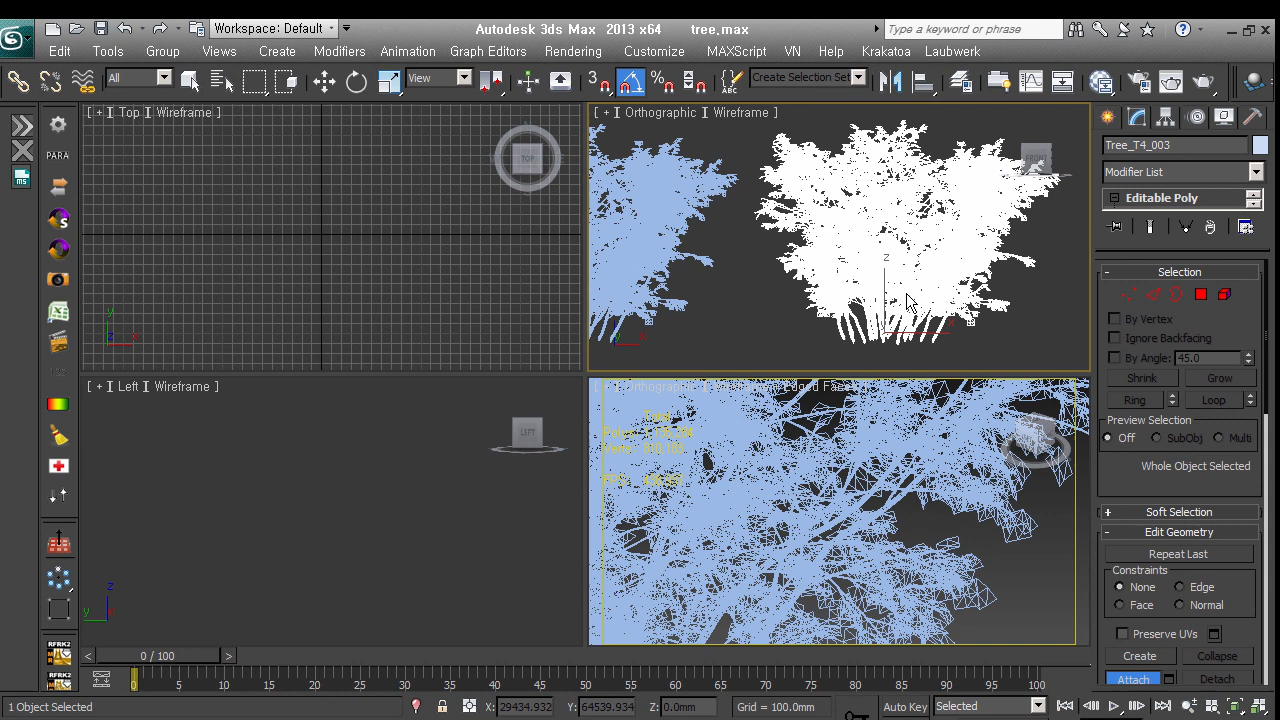 Workspace: Default
Autodesk 3ds Max 2013 x64 tree.max
Type a keyword or phrase
Edit Tools Group Views Create Modifiers Animation Graph Editors Rendering Customize MAXScript VN Help Krakatoa Laubwerk
All
View
3
ABC
Create Selection Set
[ + ] Top ] Wireframe ]
TOP
y
x
z
[ + ] Orthographic ] Wireframe ]
FRONT
z
x
y
PARA
ms
[ + ] Left ] Wireframe ]
LEFT
z
y
Total
Tree_T4_003
Modifier List
Editable Poly
Selection
By Vertex
Ignore Backfacing
By Angle: 45.0
Shrink Grow
Ring Loop
Preview Selection
Off SubObj Multi
Whole Object Selected
Soft Selection
Edit Geometry
Repeat Last
Constraints
None Edge
Face Normal
Preserve UVs
Create Collapse
Attach Detach
RFRK2
RFRK2
< 0 / 100 >
0 5 10 15 20 25 30 35 40 45 50 55 60 65 70 75 80 85 90 95 100
1 Object Selected
X: 29434.932 Y: 64539.934 Z: 0.0mm Grid = 100.0mm
Auto Key Selected